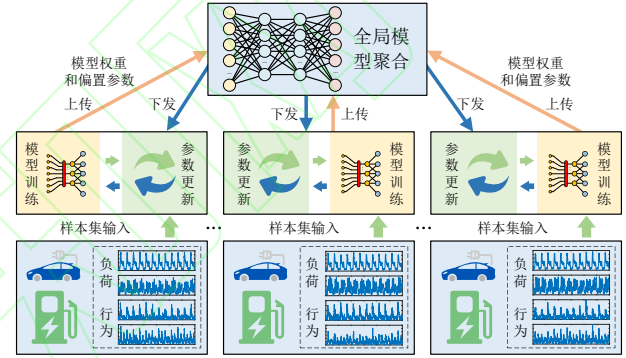 全局模
型聚合
模型权重
和偏置参数
上传
下发
下发
上传
下发
模型权重
和偏置参数
上传
模型训练
参数更新
参数更新
模型训练
参数更新
模型训练
样本集输入
...
样本集输入
...
样本集输入
负荷
行为
负荷
行为
负荷
行为